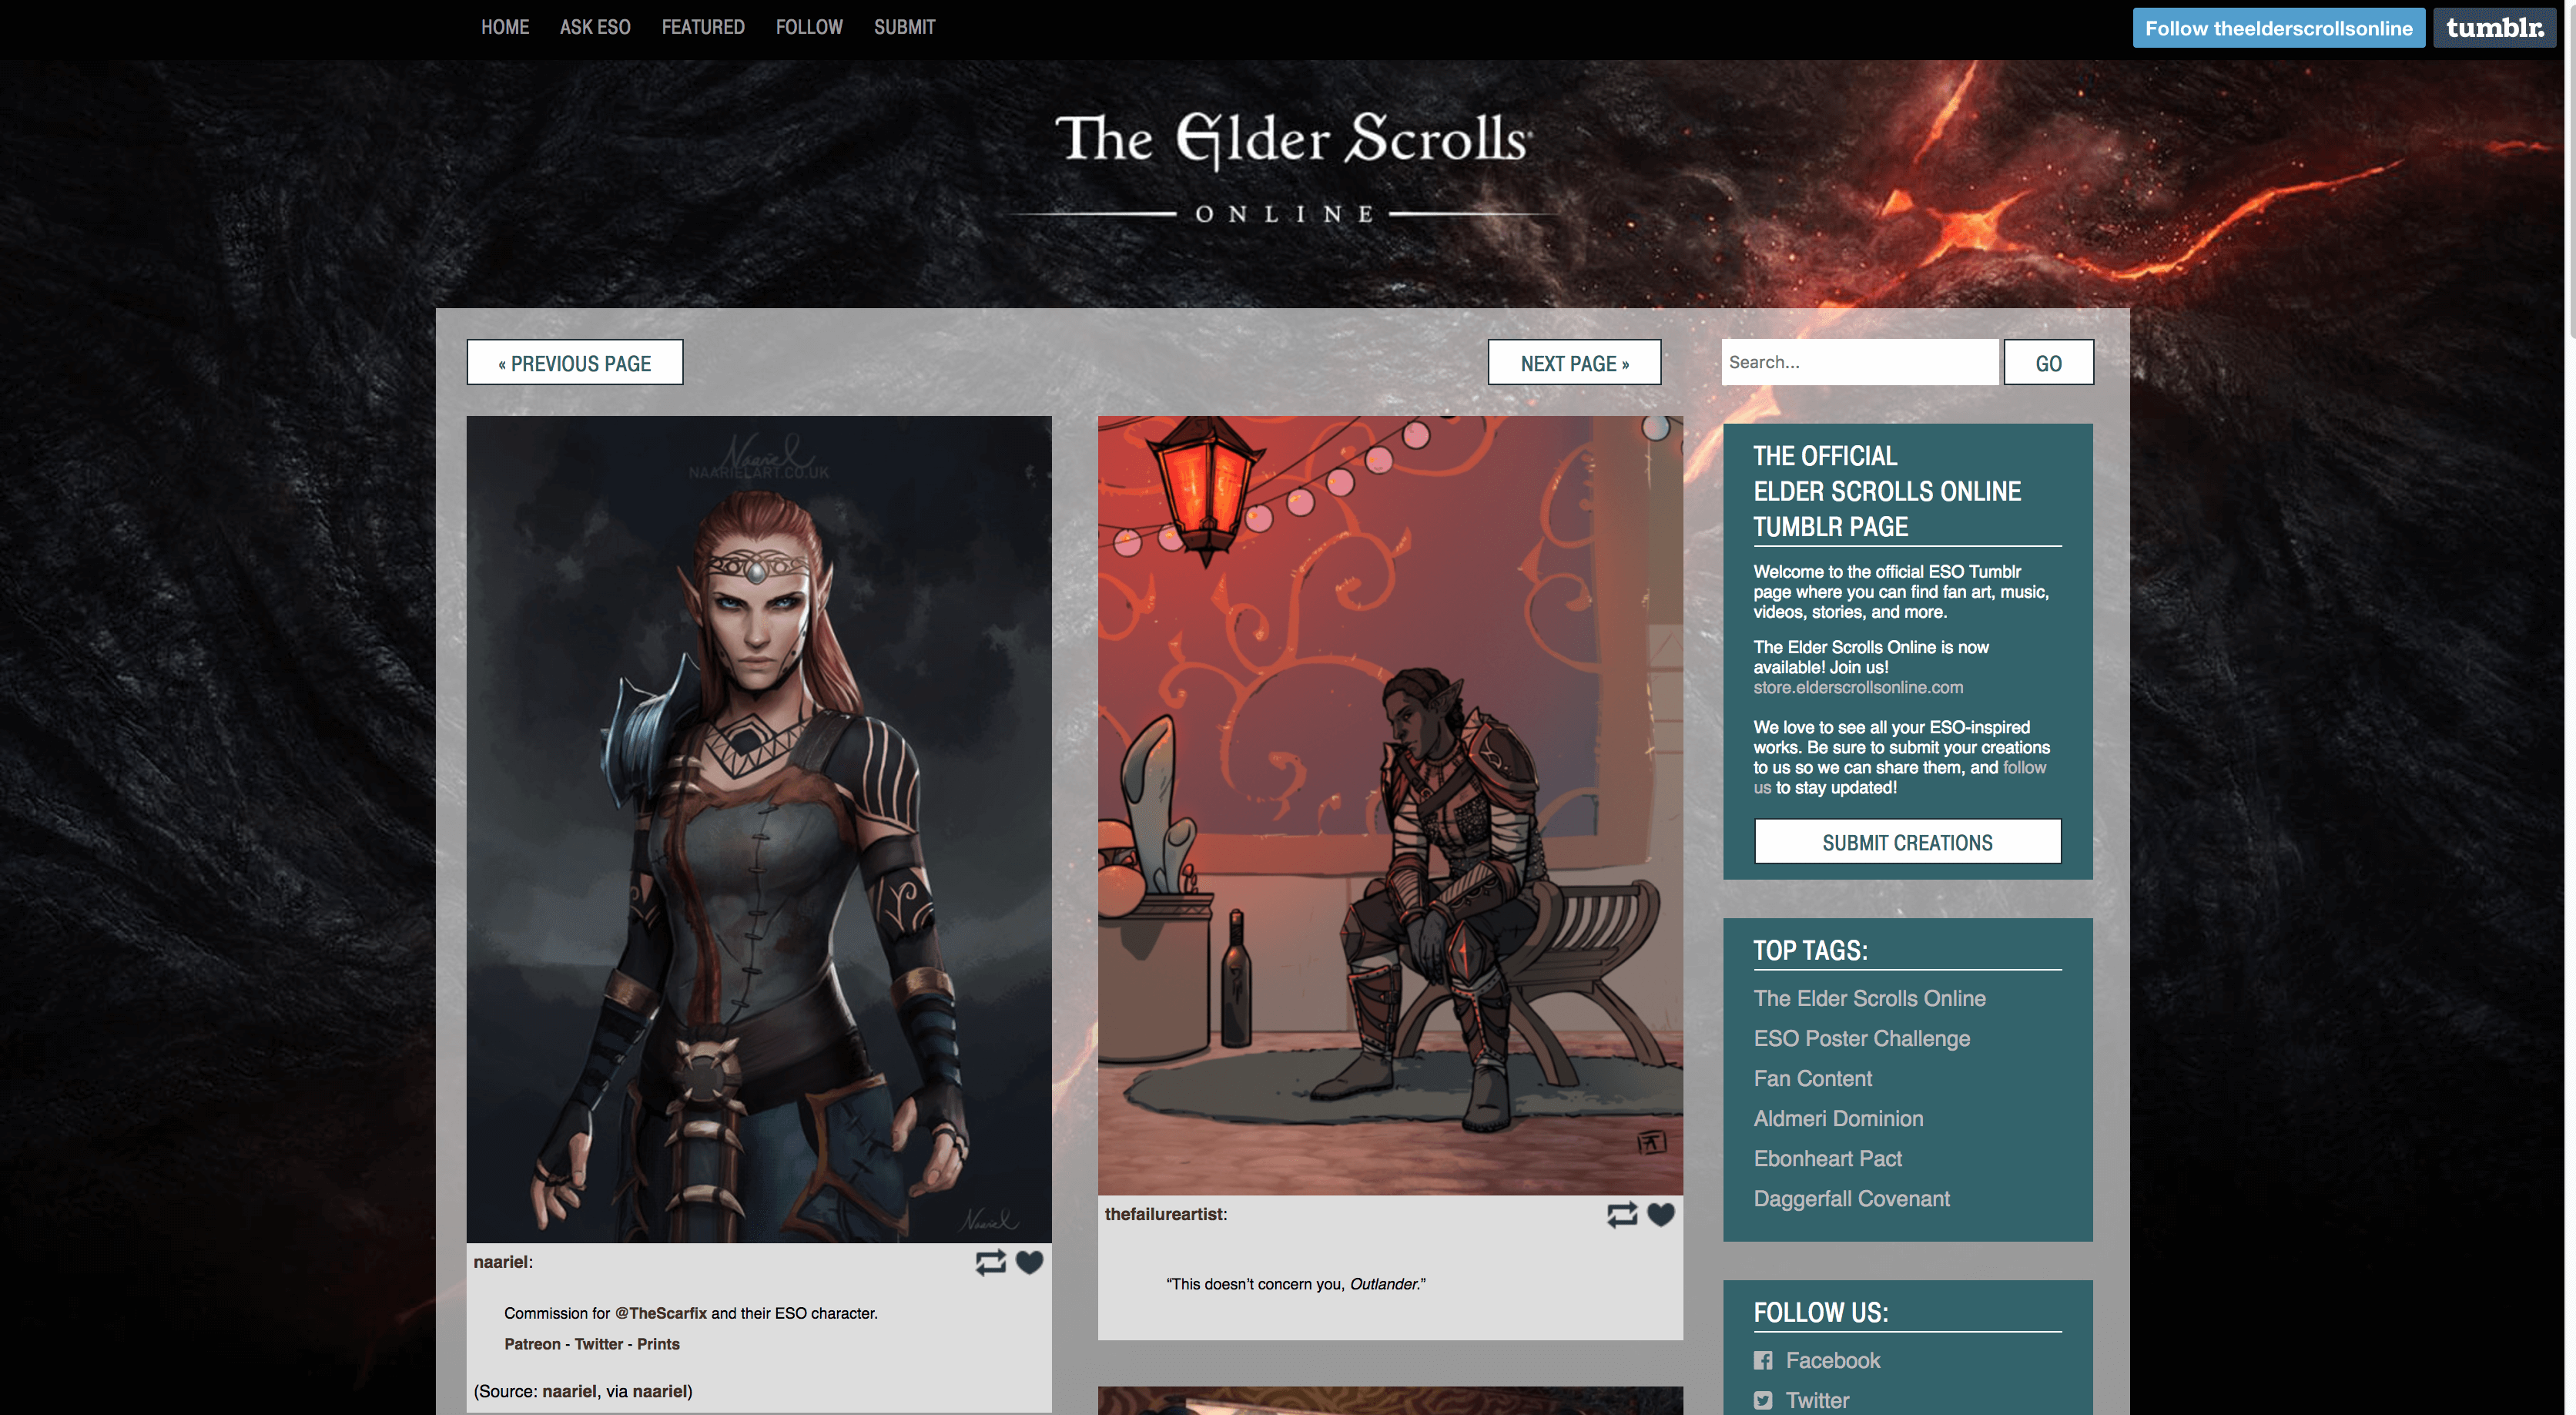 HOME
ASK ESO
FEATURED
FOLLOW
SUBMIT
Follow theelderscrollsonline
tumblr.
The Elder Scrolls
ONLINE
« PREVIOUS PAGE
NEXT PAGE »
Search...
GO
Naariel
NAARIELART.CO.UK
Naariel
naariel:
Commission for @TheScarfix and their ESO character.
Patreon - Twitter - Prints
(Source: naariel, via naariel)
thefailureartist:
“This doesn’t concern you, Outlander.”
THE OFFICIAL
ELDER SCROLLS ONLINE
TUMBLR PAGE
Welcome to the official ESO Tumblr
page where you can find fan art, music,
videos, stories, and more.
The Elder Scrolls Online is now
available! Join us!
store.elderscrollsonline.com
We love to see all your ESO-inspired
works. Be sure to submit your creations
to us so we can share them, and follow
us to stay updated!
SUBMIT CREATIONS
TOP TAGS:
The Elder Scrolls Online
ESO Poster Challenge
Fan Content
Aldmeri Dominion
Ebonheart Pact
Daggerfall Covenant
FOLLOW US:
Facebook
Twitter